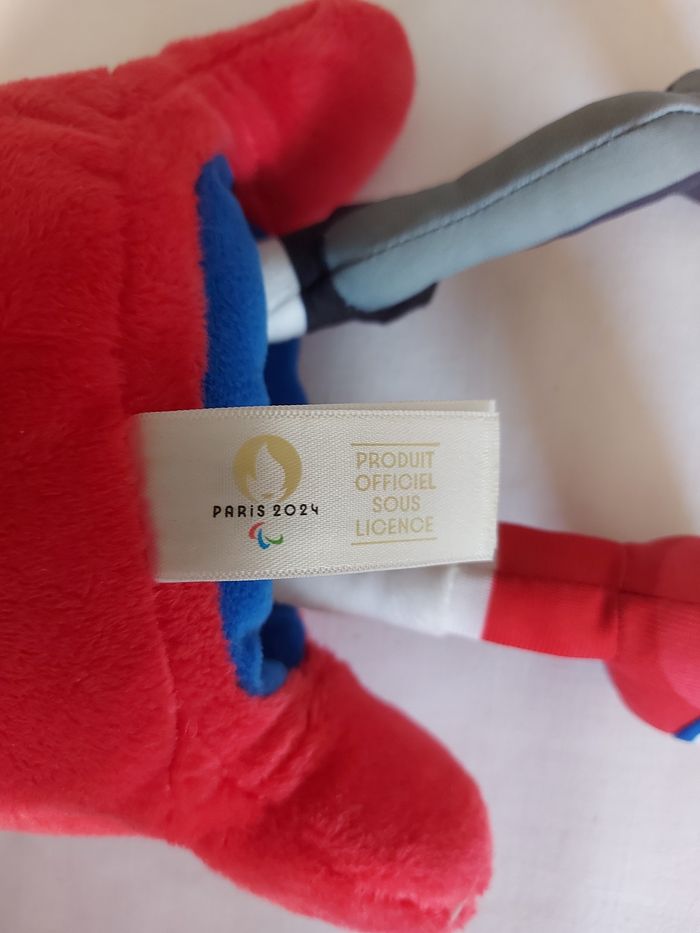 PARiS 2024
PRODUIT
OFFICIEL
SOUS
LICENCE